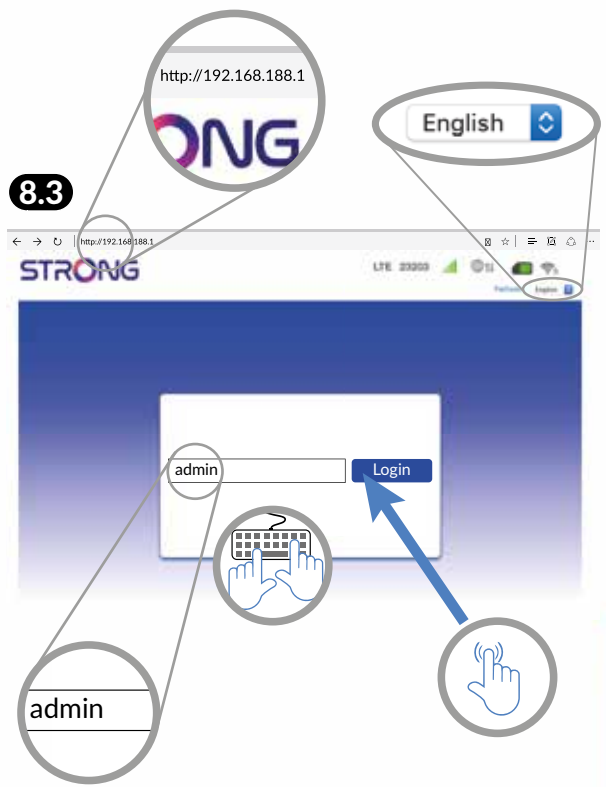 http://192.168.188.1
ONG
English
8.3
http://192.168.188.1
STRONG
LTE 23203
English
admin
Login
admin